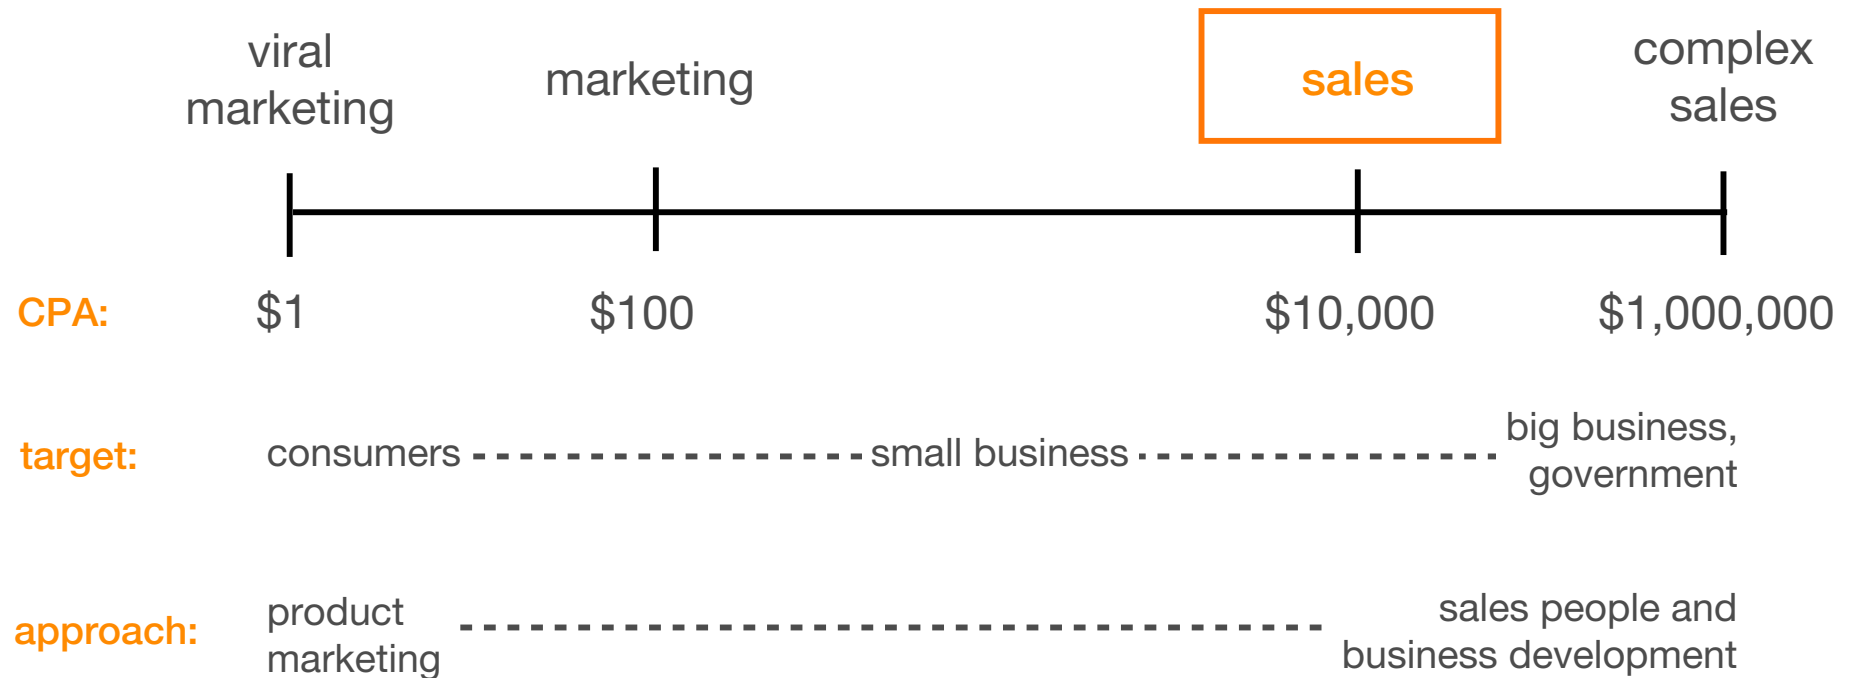 viral
marketing
marketing
sales
complex
sales
CPA: $1 $100 $10,000 $1,000,000
target: consumers small business big business,
government
approach: product
marketing
sales people and
business development